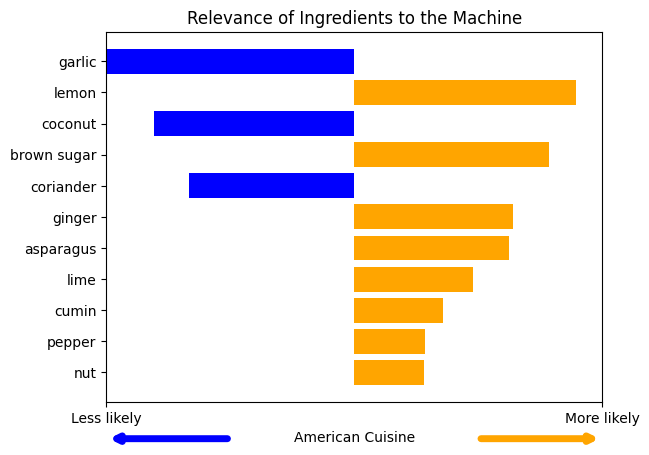 Relevance of Ingredients to the Machine
garlic
lemon
coconut
brown sugar
coriander
ginger
asparagus
lime
cumin
pepper
nut
Less likely
More likely
American Cuisine